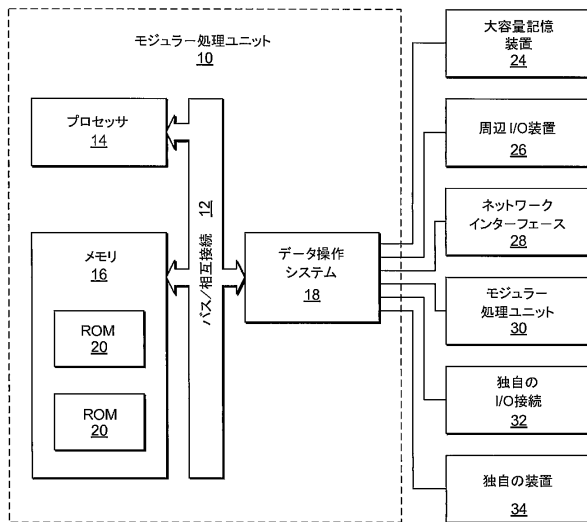 モジュラー処理ユニット
10
プロセッサ
14
メモリ
16
ROM
20
ROM
20
バス/相互接続 12
データ操作
システム
18
大容量記憶
装置
24
周辺 I/O装置
26
ネットワーク
インターフェース
28
モジュラー
処理ユニット
30
独自の
I/O接続
32
独自の装置
34